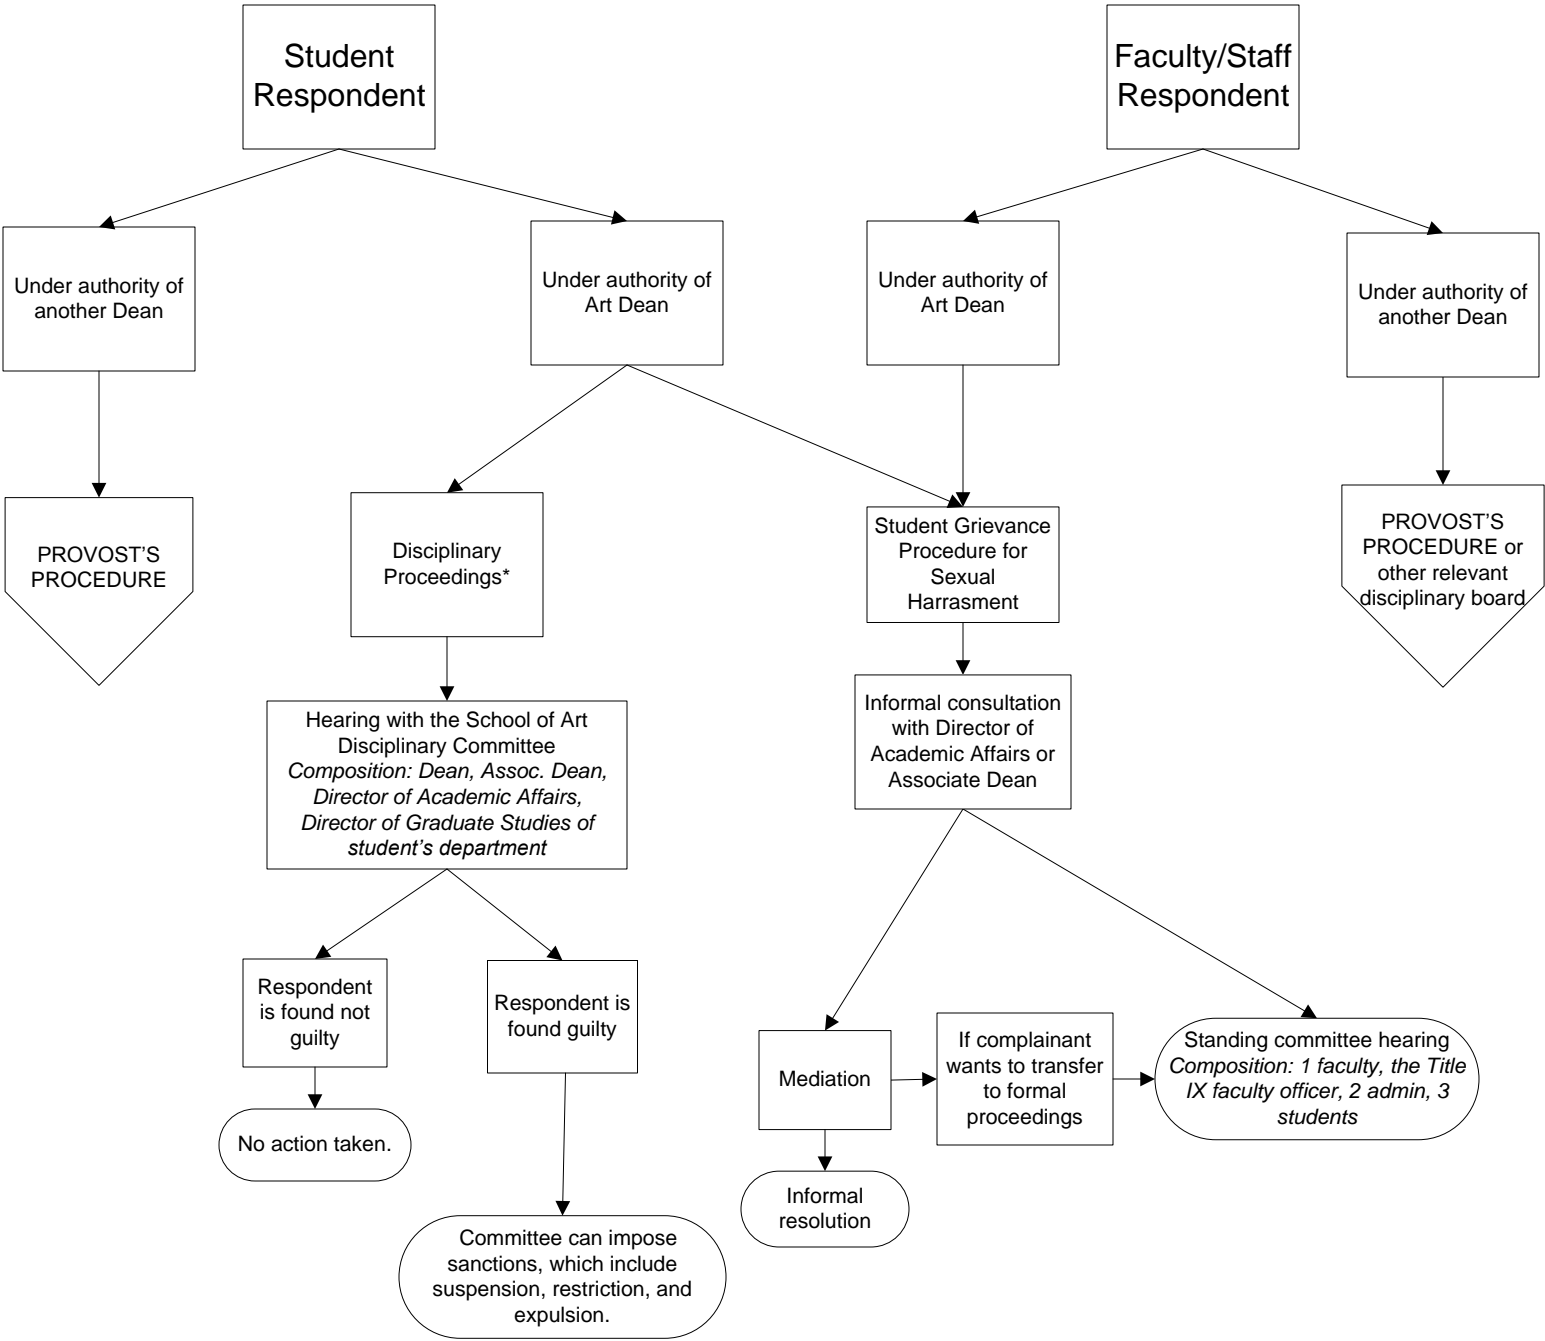 Student
Respondent
Faculty/Staff
Respondent
Under authority of
another Dean
Under authority of
Art Dean
Under authority of
Art Dean
Under authority of
another Dean
PROVOST'S
PROCEDURE
Disciplinary
Proceedings*
Student Grievance
Procedure for
Sexual
Harrasment
PROVOST'S
PROCEDURE or
other relevant
disciplinary board
Hearing with the School of Art
Disciplinary Committee
Composition: Dean, Assoc. Dean,
Director of Academic Affairs,
Director of Graduate Studies of
student's department
Informal consultation
with Director of
Academic Affairs or
Associate Dean
Respondent
is found not
guilty
Respondent is
found guilty
Mediation
If complainant
wants to transfer
to formal
proceedings
Standing committee hearing
Composition: 1 faculty, the Title
IX faculty officer, 2 admin, 3
students
No action taken.
Informal
resolution
Committee can impose
sanctions, which include
suspension, restriction, and
expulsion.